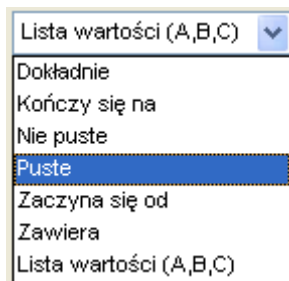 Lista wartości (A,B,C)
Dokładnie
Kończy się na
Nie puste
Puste
Zaczyna się od
Zawiera
Lista wartości (A,B,C)